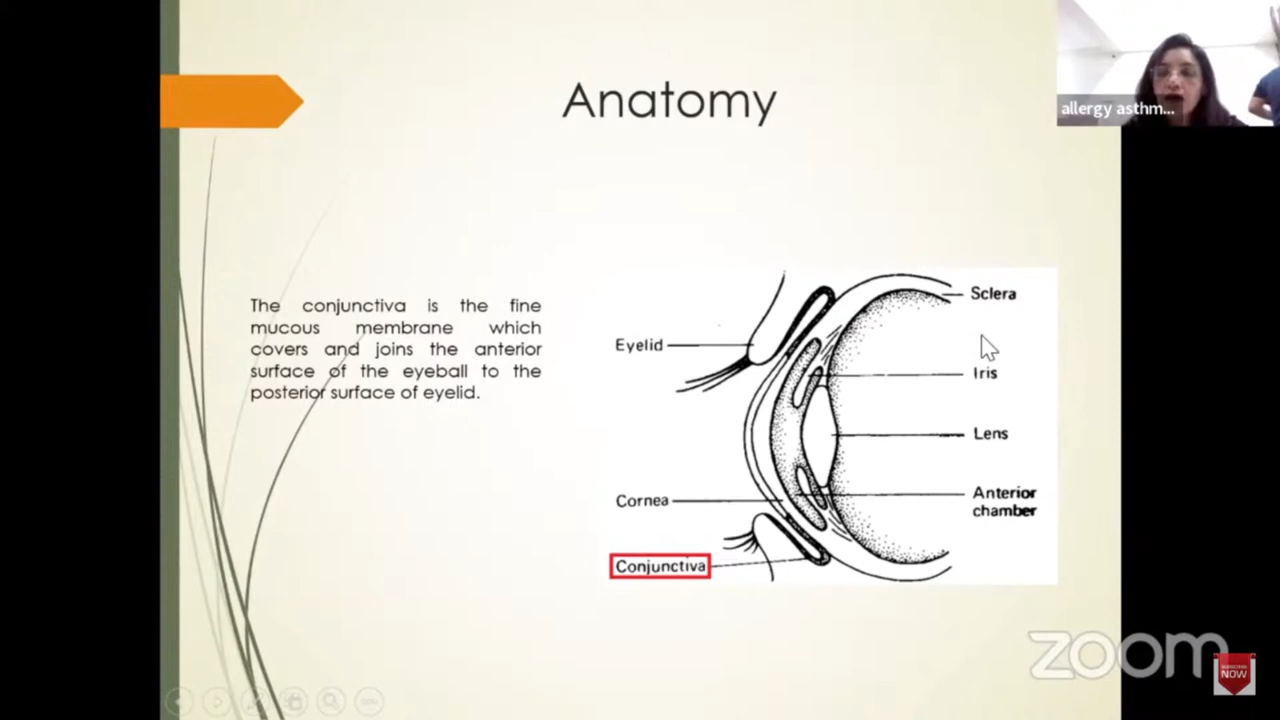 Anatomy
allergy asthm...
The conjunctiva is the fine
mucous membrane which
covers and joins the anterior
surface of the eyeball to the
posterior surface of eyelid.
Sclera
Eyelid
Iris
Lens
Cornea
Anterior
chamber
Conjunctiva
zoom
SUBSCRIBE
NOW